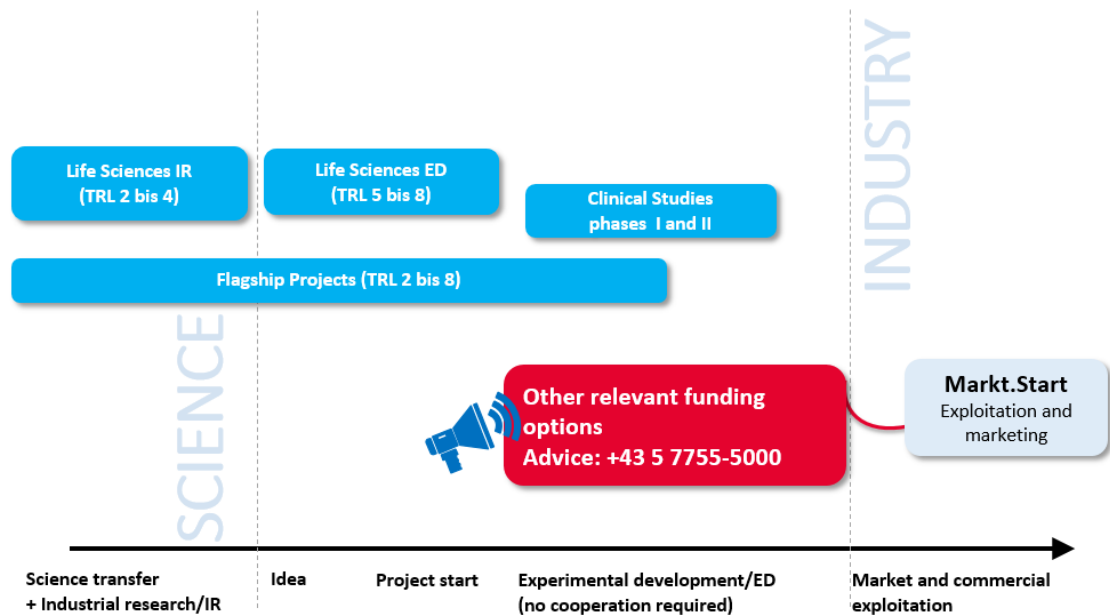 INDUSTRY
Life Sciences IR
(TRL 2 bis 4)
Life Sciences ED
(TRL 5 bis 8)
Clinical Studies
phases I and II
Flagship Projects (TRL 2 bis 8)
SCIENCE
Other relevant funding
options
Advice: +43 5 7755-5000
Markt.Start
Exploitation and
marketing
Science transfer
+ Industrial research/IR
Idea
Project start
Experimental development/ED
(no cooperation required)
Market and commercial
exploitation